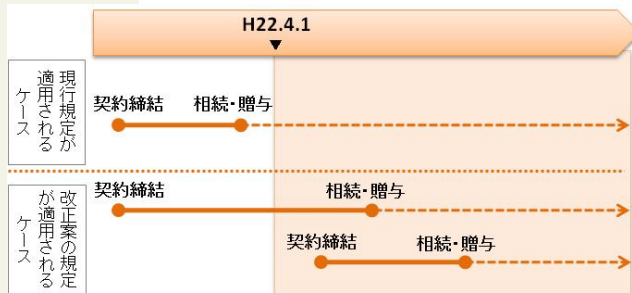 H22.4.1
現行規定が
適用される
ケース
契約締結
相続・贈与
改正案の規定
が適用される
ケース
契約締結
相続・贈与
契約締結
相続・贈与